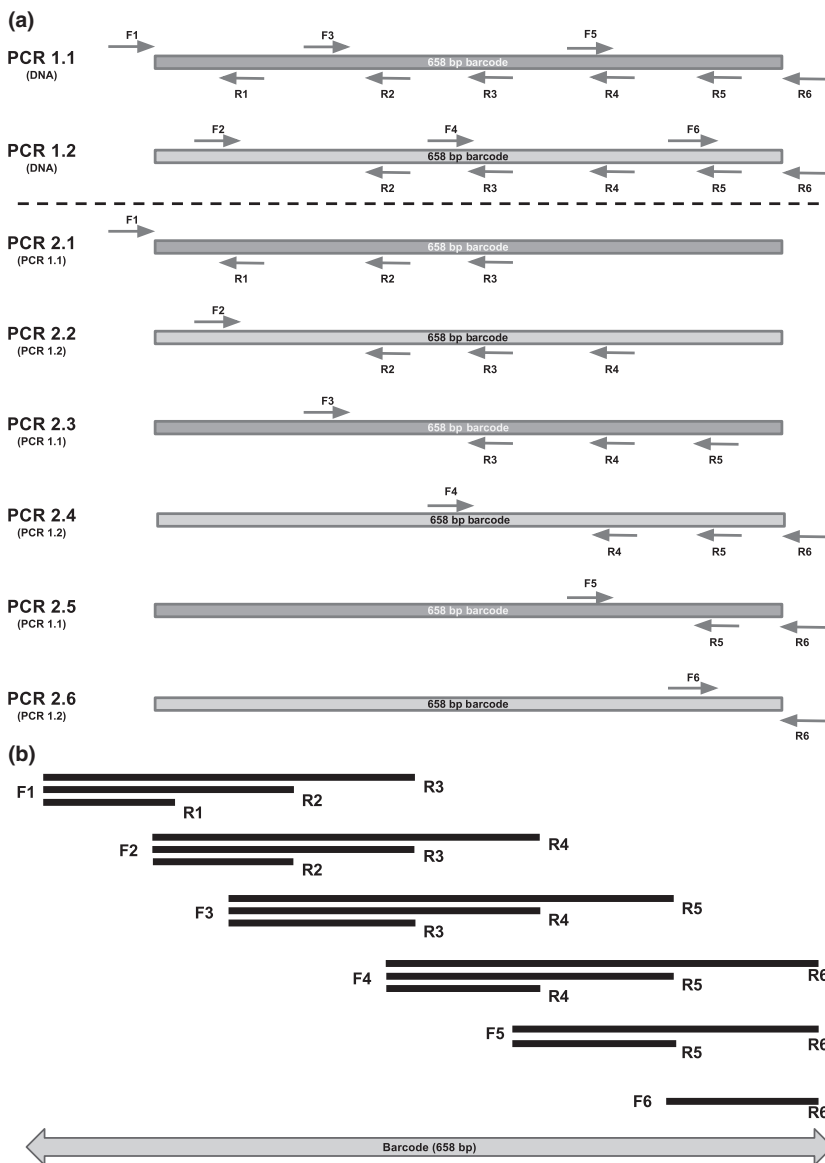 (a)
F1 F3 F5
PCR 1.1
(DNA)
658 bp barcode
R1 R2 R3 R4 R5 R6
F2 F4 F6
PCR 1.2
(DNA)
658 bp barcode
R2 R3 R4 R5 R6
F1
PCR 2.1
(PCR 1.1)
658 bp barcode
R1 R2 R3
F2
PCR 2.2
(PCR 1.2)
658 bp barcode
R2 R3 R4
F3
PCR 2.3
(PCR 1.1)
658 bp barcode
R3 R4 R5
F4
PCR 2.4
(PCR 1.2)
658 bp barcode
R4 R5 R6
F5
PCR 2.5
(PCR 1.1)
658 bp barcode
R5 R6
F6
PCR 2.6
(PCR 1.2)
658 bp barcode
R6
(b)
F1 R3
R2
R1
F2 R4
R3
R2
F3 R5
R4
R3
F4 R6
R5
R4
F5 R6
R5
F6 R6
Barcode (658 bp)